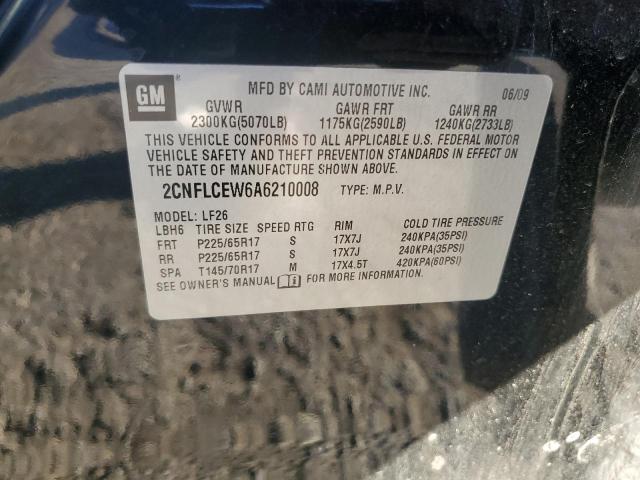 GM
MFD BY CAMI AUTOMOTIVE INC. 06/09
GVWR GAWR FRT GAWR RR
2300KG(5070LB) 1175KG(2590LB) 1240KG(2733LB)
THIS VEHICLE CONFORMS TO ALL APPLICABLE U.S. FEDERAL MOTOR
VEHICLE SAFETY AND THEFT PREVENTION STANDARDS IN EFFECT ON
THE DATE OF MANUFACTURE SHOWN ABOVE.
2CNFLCEW6A6210008 TYPE: M.P.V.
MODEL: LF26
LBH6 TIRE SIZE SPEED RTG RIM COLD TIRE PRESSURE
FRT P225/65R17 S 17X7J 240KPA(35PSI)
RR P225/65R17 S 17X7J 240KPA(35PSI)
SPA T145/70R17 M 17X4.5T 420KPA(60PSI)
SEE OWNER'S MANUAL FOR MORE INFORMATION.